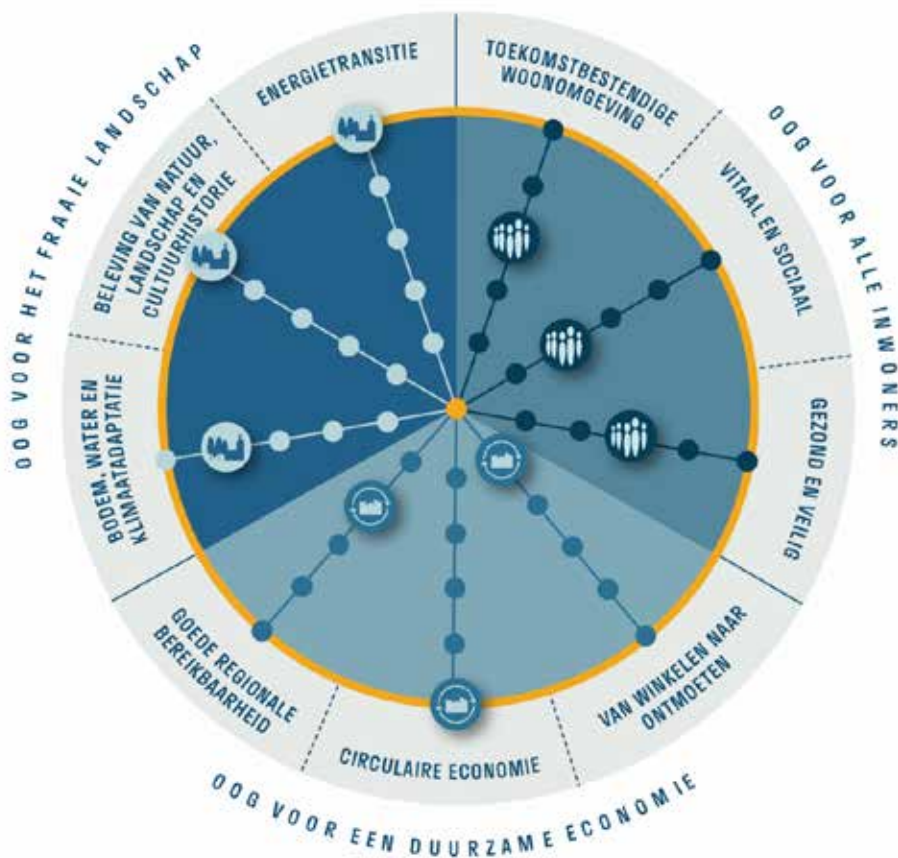 OOG VOOR HET FRAAIE LANDSCHAP
ENERGIETRANSITIE
BELEVING VAN NATUUR,
LANDSCHAP EN
CULTUURHISTORIE
BODEM, WATER EN
KLIMAATADAPTATIE
OOG VOOR ALLE INWONERS
TOEKOMSTBESTENDIGE
WOONOMGEVING
VITAAL EN SOCIAAL
GEZOND EN VEILIG
OOG VOOR EEN DUURZAME ECONOMIE
VAN WINKELEN NAAR
ONTMOETEN
CIRCULAIRE ECONOMIE
GOEDE REGIONALE
BEREIKBAARHEID